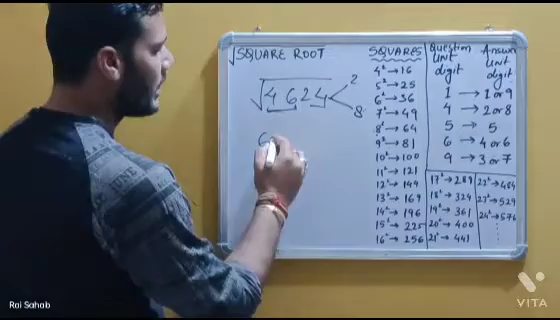 √SQUARE ROOT
√4624
2
8
6
SQUARES
4² → 16
5² → 25
6² → 36
7² → 49
8² → 64
9² → 81
10² → 100
11² → 121
12² → 144
13² → 169
14² → 196
15² → 225
16² → 256
Question Unit digit
Answer Unit digit
1 → 1 or 9
4 → 2 or 8
5 → 5
6 → 4 or 6
9 → 3 or 7
17² → 289
18² → 324
19² → 361
20² → 400
21² → 441
22² → 484
23² → 529
24² → 576
JUNE
Rai Sahab
VITA